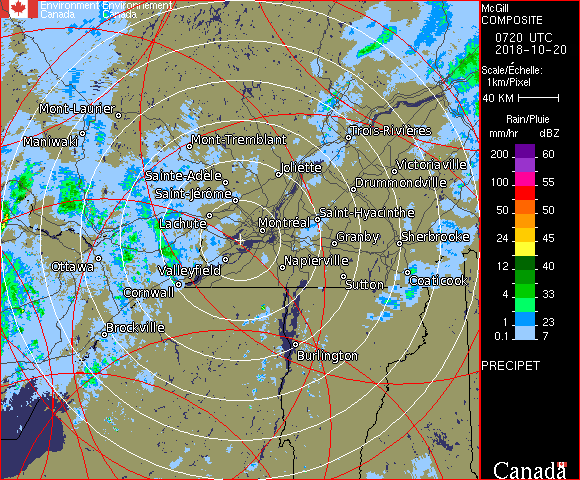 Environment Environnement
Canada Canada
Mont-Laurier
Maniwaki
Mont-Tremblant
Trois-Rivières
Joliette
Victoriaville
Sainte-Adèle
Drummondville
Saint-Jérôme
Saint-Hyacinthe
Lachute
Montréal
Granby
Sherbrooke
Ottawa
Valleyfield
Napierville
Cornwall
Sutton
Coaticook
Brockville
Burlington
McGill
COMPOSITE
0720 UTC
2018-10-20
Scale/Échelle:
1km/Pixel
40 KM
Rain/Pluie
mm/hr dBZ
200 60
100 55
50 50
24 45
12 40
4 33
1 23
0.1 7
PRECIPET
Canada